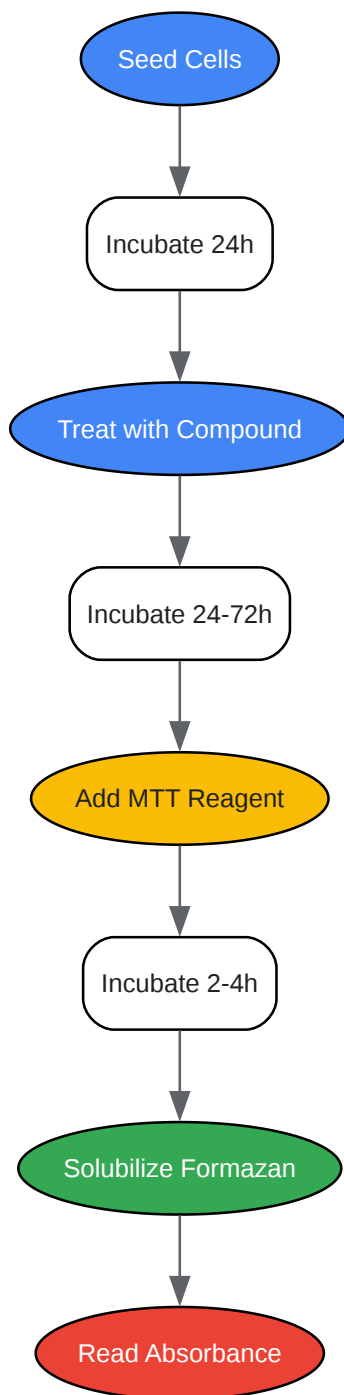 Seed Cells
Incubate 24h
Treat with Compound
Incubate 24-72h
Add MTT Reagent
Incubate 2-4h
Solubilize Formazan
Read Absorbance